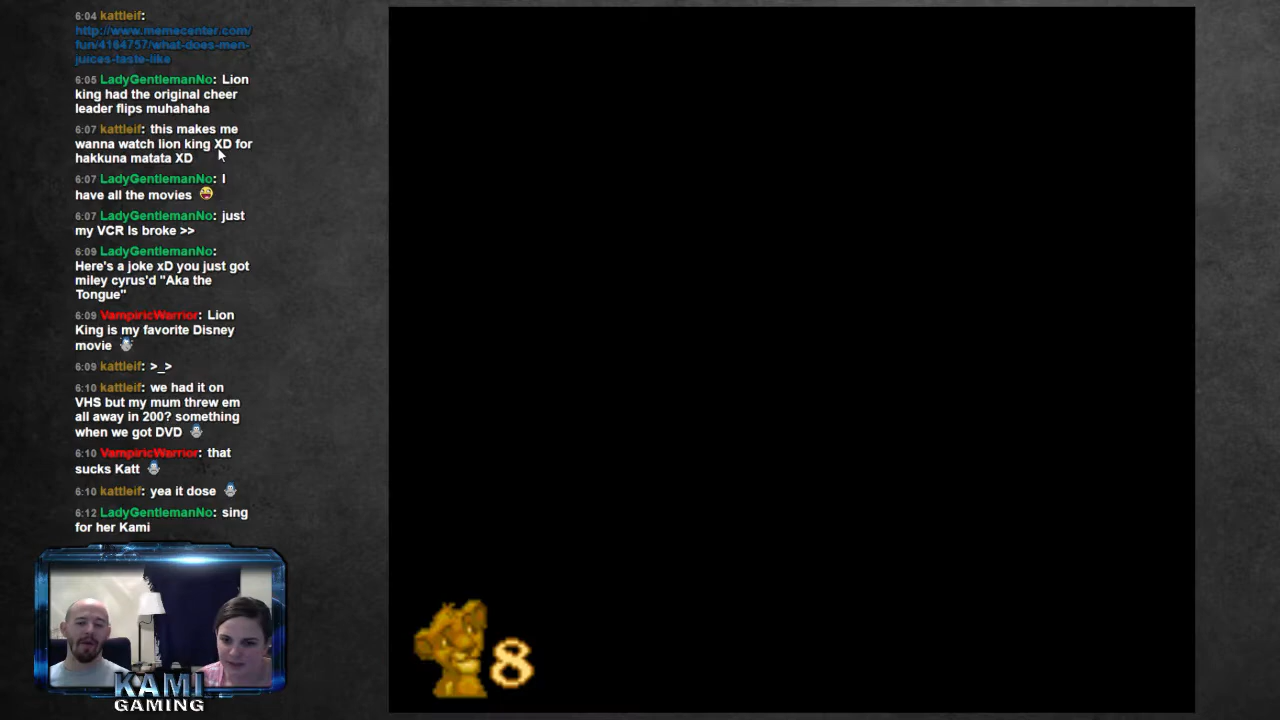 6:04 kattleif:
http://www.memecenter.com/
fun/4164757/what-does-men-
juices-taste-like
6:05 LadyGentlemanNo: Lion
king had the original cheer
leader flips muhahaha
6:07 kattleif: this makes me
wanna watch lion king XD for
hakkuna matata XD
6:07 LadyGentlemanNo: I
have all the movies
6:07 LadyGentlemanNo: just
my VCR Is broke >>
6:09 LadyGentlemanNo:
Here's a joke xD you just got
miley cyrus'd "Aka the
Tongue"
6:09 VampiricWarrior: Lion
King is my favorite Disney
movie
6:09 kattleif: >_>
6:10 kattleif: we had it on
VHS but my mum threw em
all away in 200? something
when we got DVD
6:10 VampiricWarrior: that
sucks Katt
6:10 kattleif: yea it dose
6:12 LadyGentlemanNo: sing
for her Kami
KAMI
GAMING
8